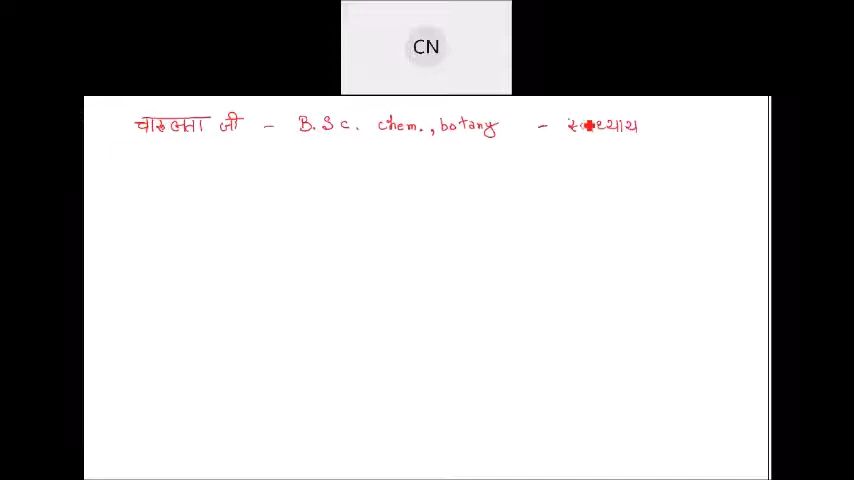 CN
चारुलता जी - B.Sc. chem., botany - स्वाध्याय